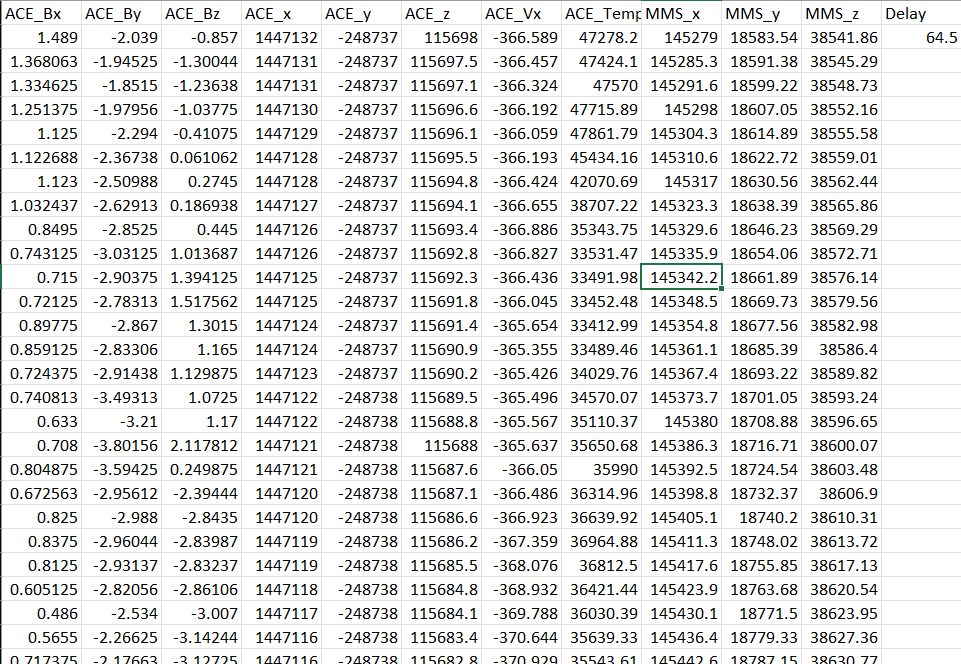 ACE_Bx ACE_By ACE_Bz ACE_x ACE_y ACE_z ACE_Vx ACE_Temp MMS_x MMS_y MMS_z Delay
1.489 -2.039 -0.857 1447132 -248737 115698 -366.589 47278.2 145279 18583.54 38541.86 64.5
1.368063 -1.94525 -1.30044 1447131 -248737 115697.5 -366.457 47424.1 145285.3 18591.38 38545.29
1.334625 -1.8515 -1.23638 1447131 -248737 115697.1 -366.324 47570 145291.6 18599.22 38548.73
1.251375 -1.97956 -1.03775 1447130 -248737 115696.6 -366.192 47715.89 145298 18607.05 38552.16
1.125 -2.294 -0.41075 1447129 -248737 115696.1 -366.059 47861.79 145304.3 18614.89 38555.58
1.122688 -2.36738 0.061062 1447128 -248737 115695.5 -366.193 45434.16 145310.6 18622.72 38559.01
1.123 -2.50988 0.2745 1447128 -248737 115694.8 -366.424 42070.69 145317 18630.56 38562.44
1.032437 -2.62913 0.186938 1447127 -248737 115694.1 -366.655 38707.22 145323.3 18638.39 38565.86
0.8495 -2.8525 0.445 1447126 -248737 115693.4 -366.886 35343.75 145329.6 18646.23 38569.29
0.743125 -3.03125 1.013687 1447126 -248737 115692.8 -366.827 33531.47 145335.9 18654.06 38572.71
0.715 -2.90375 1.394125 1447125 -248737 115692.3 -366.436 33491.98 145342.2 18661.89 38576.14
0.72125 -2.78313 1.517562 1447125 -248737 115691.8 -366.045 33452.48 145348.5 18669.73 38579.56
0.89775 -2.867 1.3015 1447124 -248737 115691.4 -365.654 33412.99 145354.8 18677.56 38582.98
0.859125 -2.83306 1.165 1447124 -248737 115690.9 -365.355 33489.46 145361.1 18685.39 38586.4
0.724375 -2.91438 1.129875 1447123 -248737 115690.2 -365.426 34029.76 145367.4 18693.22 38589.82
0.740813 -3.49313 1.0725 1447122 -248738 115689.5 -365.496 34570.07 145373.7 18701.05 38593.24
0.633 -3.21 1.17 1447122 -248738 115688.8 -365.567 35110.37 145380 18708.88 38596.65
0.708 -3.80156 2.117812 1447121 -248738 115688 -365.637 35650.68 145386.3 18716.71 38600.07
0.804875 -3.59425 0.249875 1447121 -248738 115687.6 -366.05 35990 145392.5 18724.54 38603.48
0.672563 -2.95612 -2.39444 1447120 -248738 115687.1 -366.486 36314.96 145398.8 18732.37 38606.9
0.825 -2.988 -2.8435 1447120 -248738 115686.6 -366.923 36639.92 145405.1 18740.2 38610.31
0.8375 -2.96044 -2.83987 1447119 -248738 115686.2 -367.359 36964.88 145411.3 18748.02 38613.72
0.8125 -2.93137 -2.83237 1447119 -248738 115685.5 -368.076 36812.5 145417.6 18755.85 38617.13
0.605125 -2.82056 -2.86106 1447118 -248738 115684.8 -368.932 36421.44 145423.9 18763.68 38620.54
0.486 -2.534 -3.007 1447117 -248738 115684.1 -369.788 36030.39 145430.1 18771.5 38623.95
0.5655 -2.26625 -3.14244 1447116 -248738 115683.4 -370.644 35639.33 145436.4 18779.33 38627.36
0.717375 -2.17663 -3.12725 1447116 -248738 115682.8 -370.929 35543.61 145442.6 18787.15 38630.77